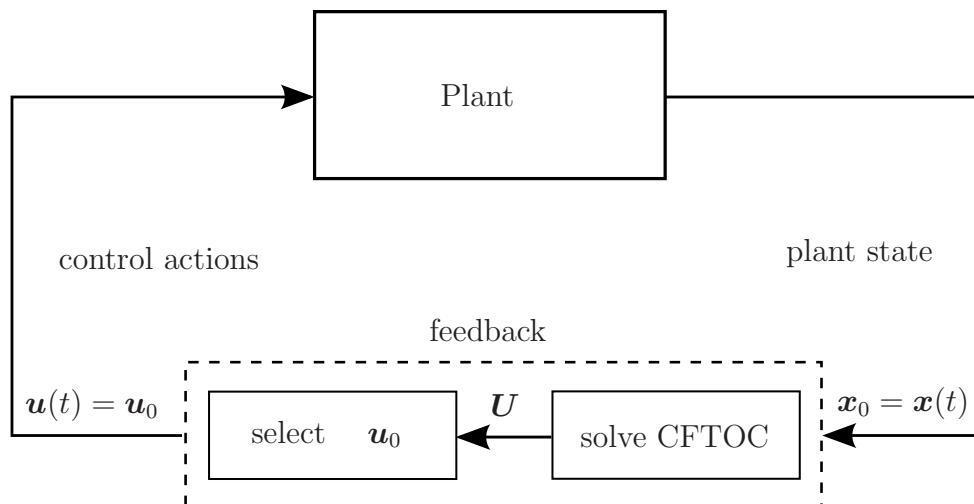 Plant
control actions
plant state
feedback
u(t) = u₀
select u₀
U
solve CFTOC
x₀ = x(t)